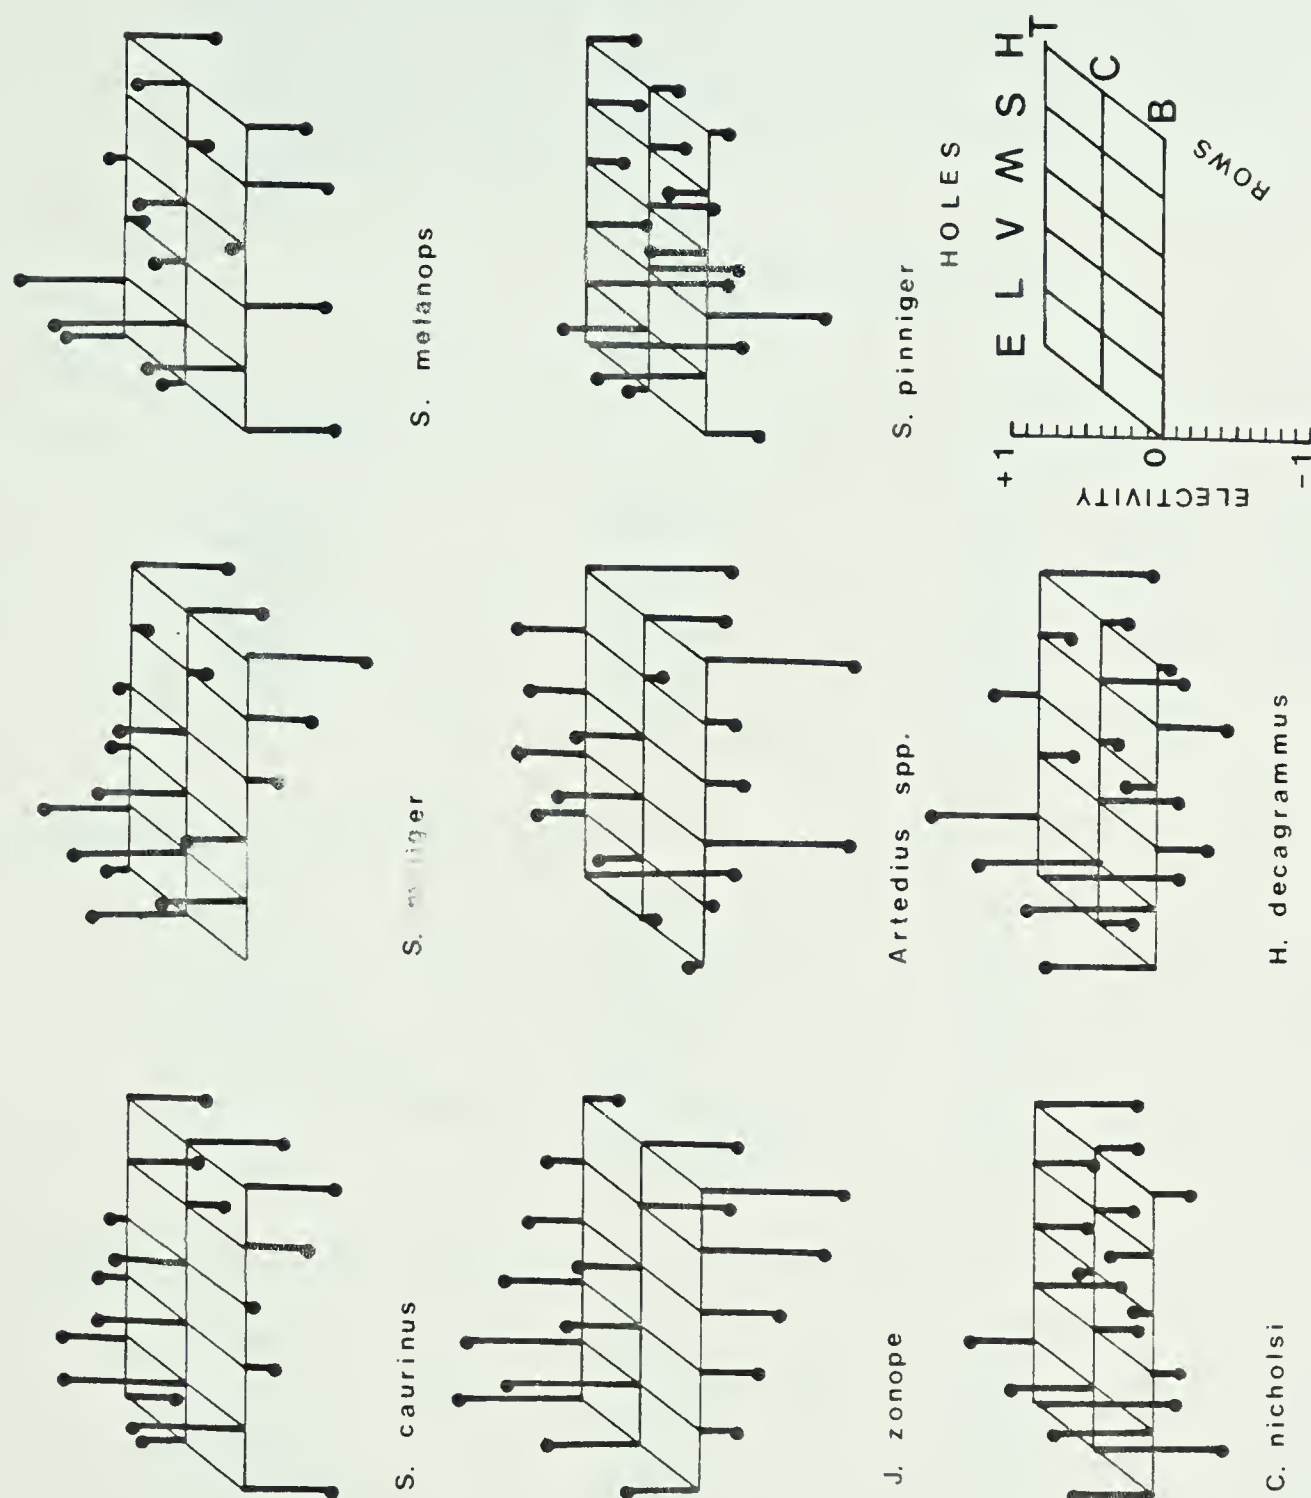 S. melanops
S. pinniger
HOLES
E L V M S H
T
C
B
ROWS
+1
0
-1
ELECTIVITY
S.
Artedius spp.
H. decagrammus
S. caurinus
J. zonope
C. nicholsi